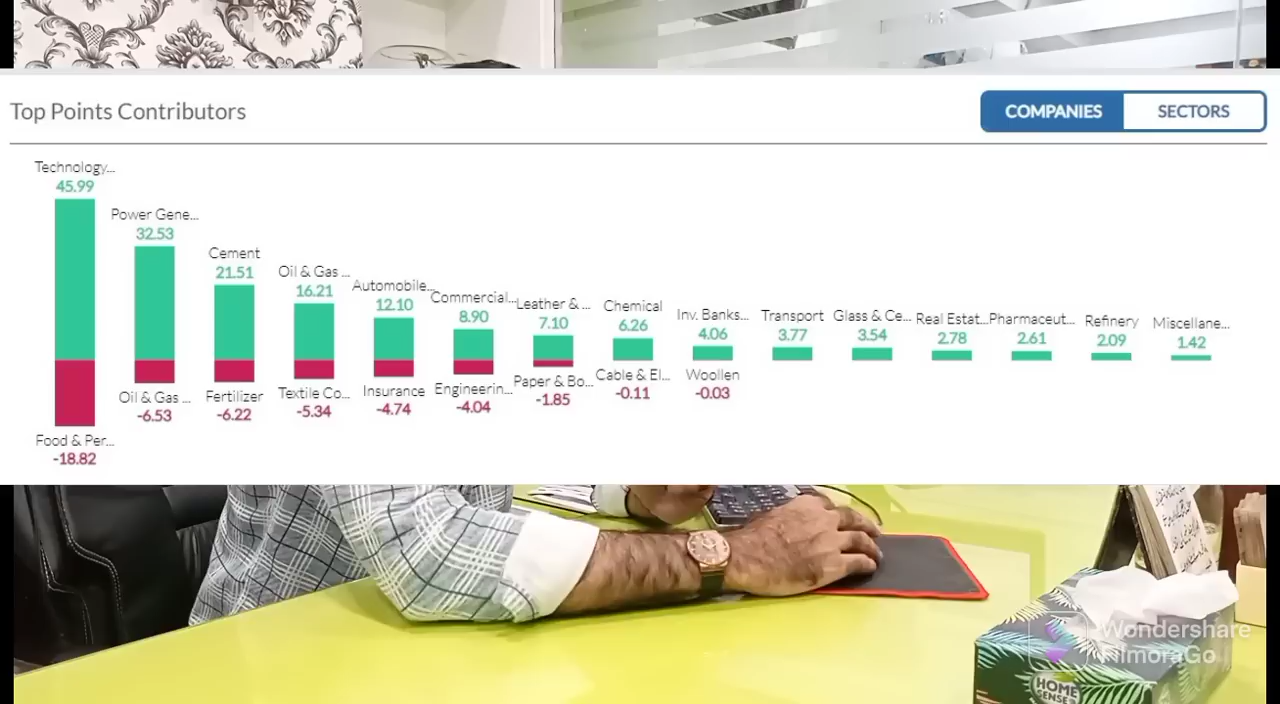 Top Points Contributors
COMPANIES
SECTORS
Technology...
45.99
Power Gene...
32.53
Cement
21.51
Oil & Gas ...
16.21
Automobile...
12.10
Commercial...
8.90
Leather & ...
7.10
Chemical
6.26
Inv. Banks...
4.06
Transport
3.77
Glass & Ce...
3.54
Real Estat...
2.78
Pharmaceut...
2.61
Refinery
2.09
Miscellane...
1.42
Food & Per...
-18.82
Oil & Gas ...
-6.53
Fertilizer
-6.22
Textile Co...
-5.34
Insurance
-4.74
Engineerin...
-4.04
Paper & Bo...
-1.85
Cable & El...
-0.11
Woollen
-0.03
Wondershare
FilmoraGo
HOME
SENSE